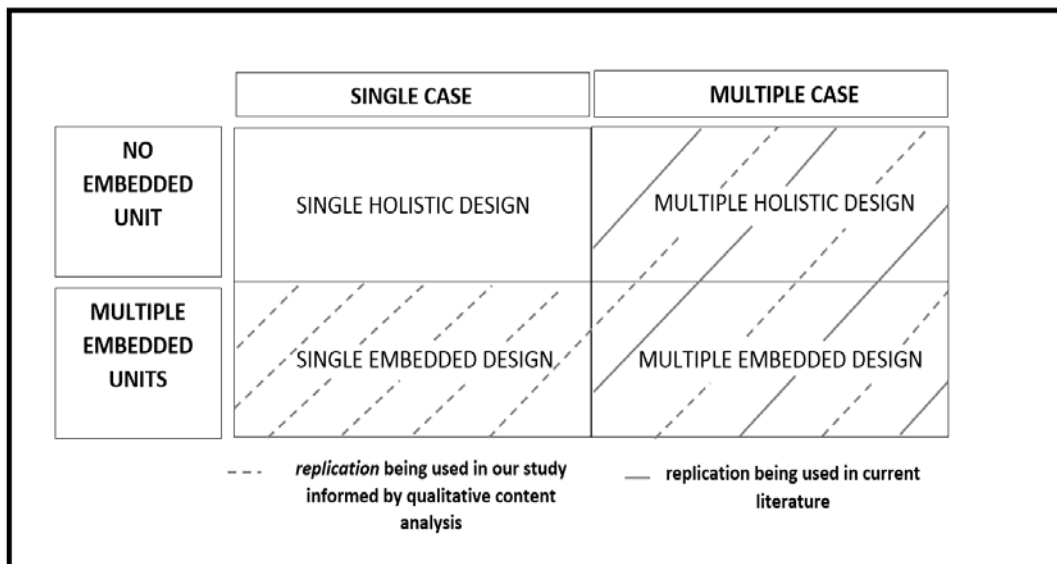 SINGLE CASE
MULTIPLE CASE
NO
EMBEDDED
UNIT
SINGLE HOLISTIC DESIGN
MULTIPLE HOLISTIC DESIGN
MULTIPLE
EMBEDDED
UNITS
SINGLE EMBEDDED DESIGN
MULTIPLE EMBEDDED DESIGN
replication being used in our study
informed by qualitative content
analysis
replication being used in current
literature